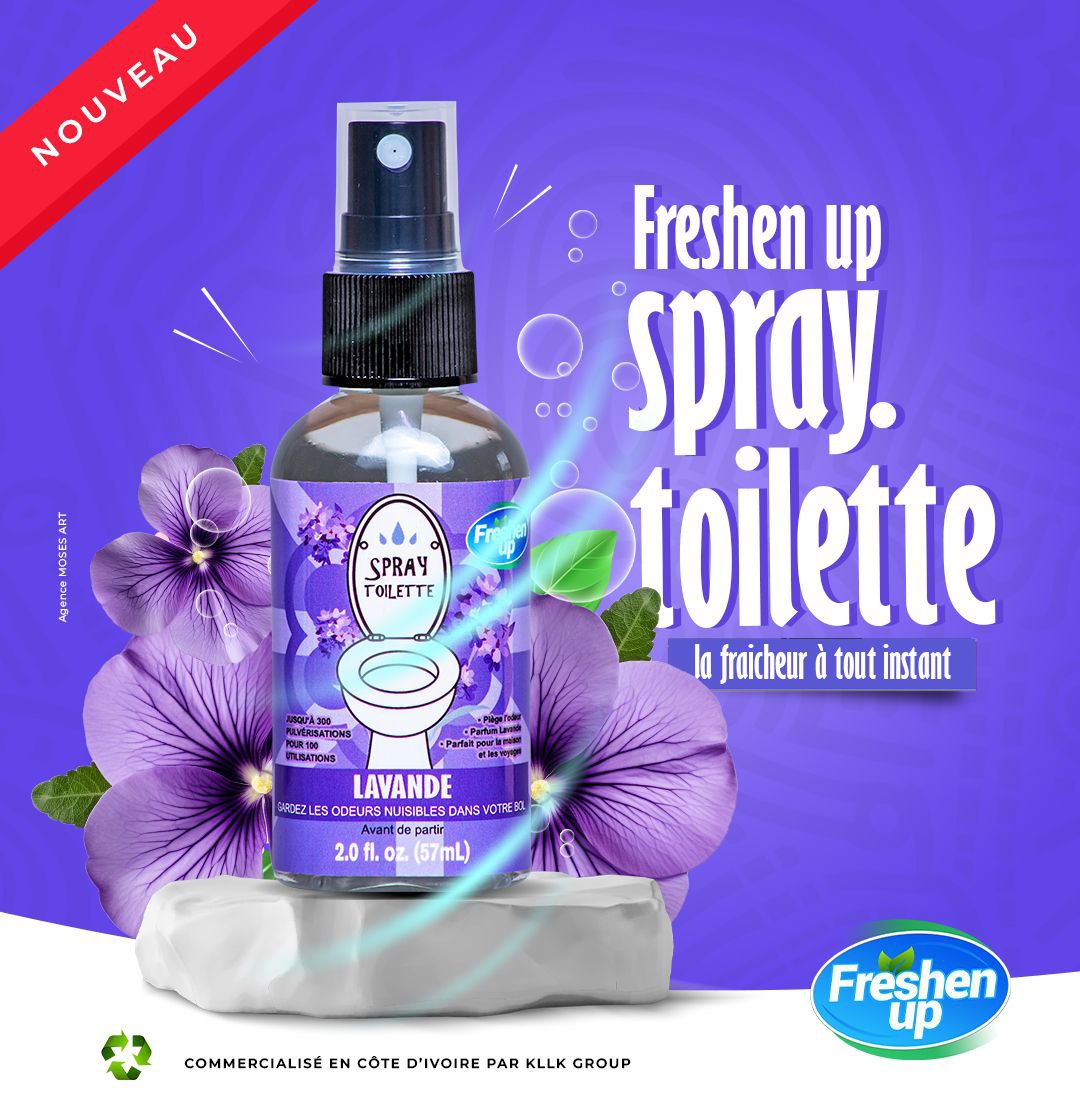 NOUVEAU
Freshen up
spray.
toilette
la fraicheur à tout instant
Agence MOSES ART
Freshen
up
SPRAY
TOILETTE
JUSQU'À 300
PULVÉRISATIONS
POUR 100
UTILISATIONS
• Piège l'odeur
• Parfum Lavande
• Parfait pour la maison
et les voyages
LAVANDE
GARDEZ LES ODEURS NUISIBLES DANS VOTRE BOL
Avant de partir
2.0 fl. oz. (57mL)
Freshen
up
COMMERCIALISÉ EN CÔTE D'IVOIRE PAR KLLK GROUP